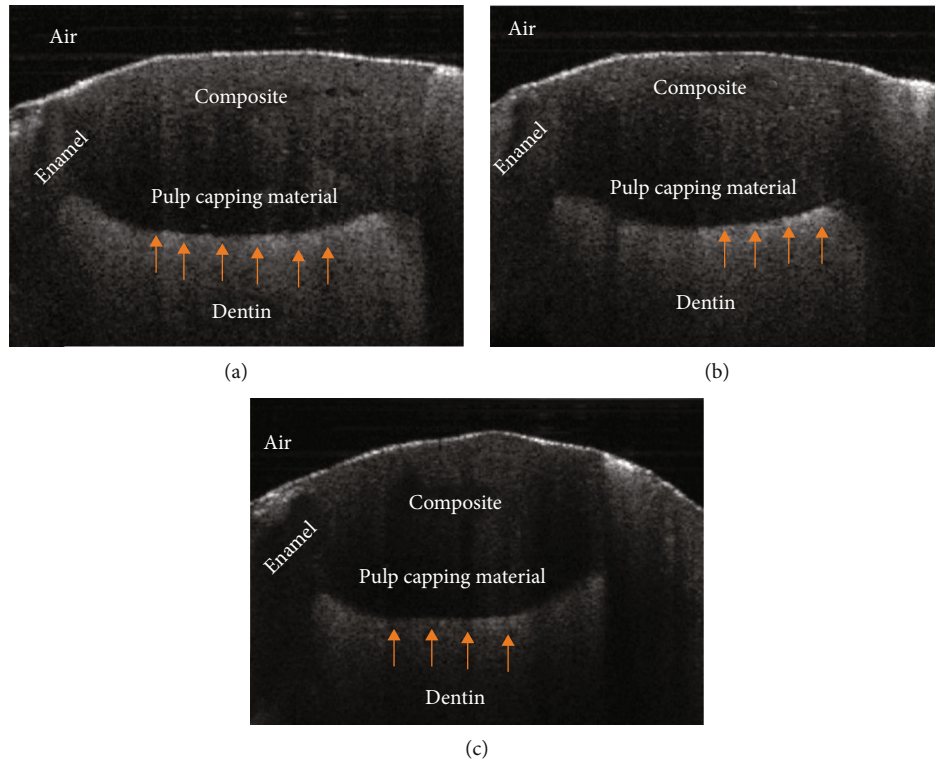 Air
Composite
Enamel
Pulp capping material
Dentin
(a)
Air
Composite
Enamel
Pulp capping material
Dentin
(b)
Air
Composite
Enamel
Pulp capping material
Dentin
(c)